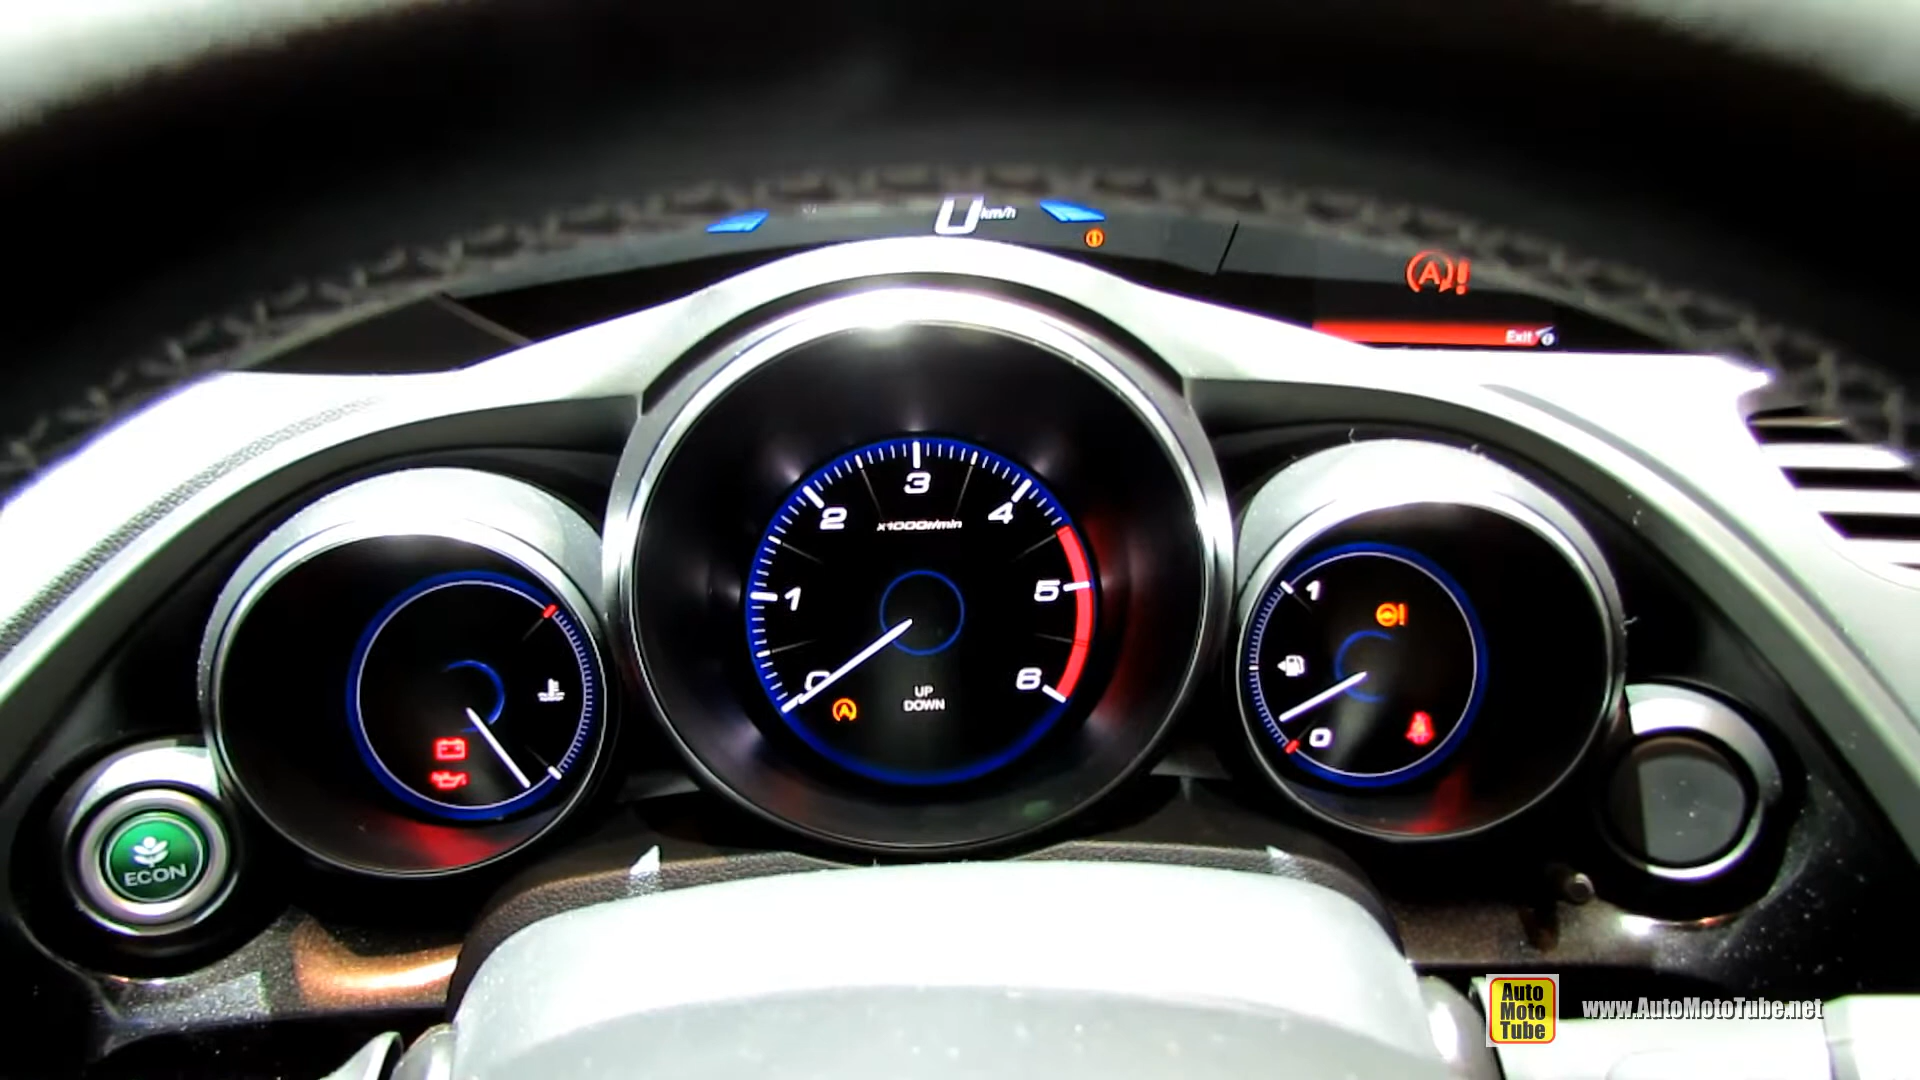 0 km/h
A!
Exit i
3
2
4
x1000r/min
1
5
0
6
A
UP
DOWN
1
!
0
ECON
Auto
Moto
Tube
www.AutoMotoTube.net